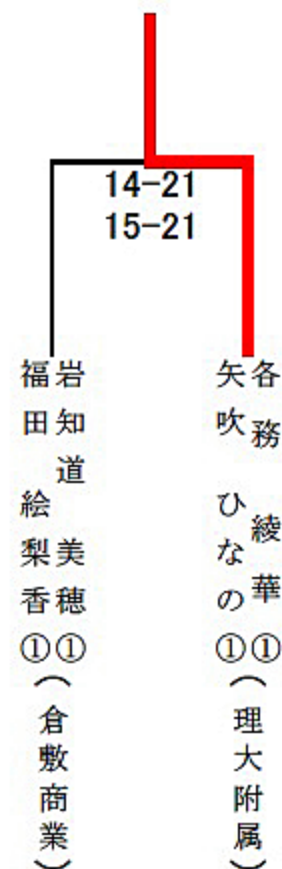 14-21
15-21
岩知道 美穂①
福田 絵梨香①
(倉敷商業)
各務 綾華①
矢吹 ひなの①
(理大附属)